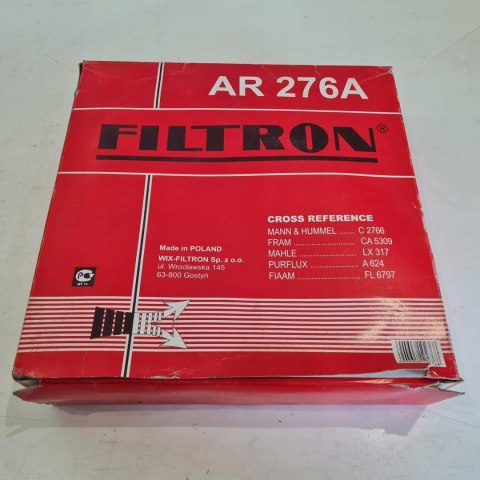 AR 276A
FILTRON®
CROSS REFERENCE
MANN & HUMMEL ...... C 2766
FRAM ............................ CA 5309
MAHLE ........................... LX 317
PURFLUX ...................... A 624
FIAAM ............................ FL 6797
Made in POLAND
WIX-FILTRON Sp. z o.o.
ul. Wrocławska 145
63-800 Gostyń